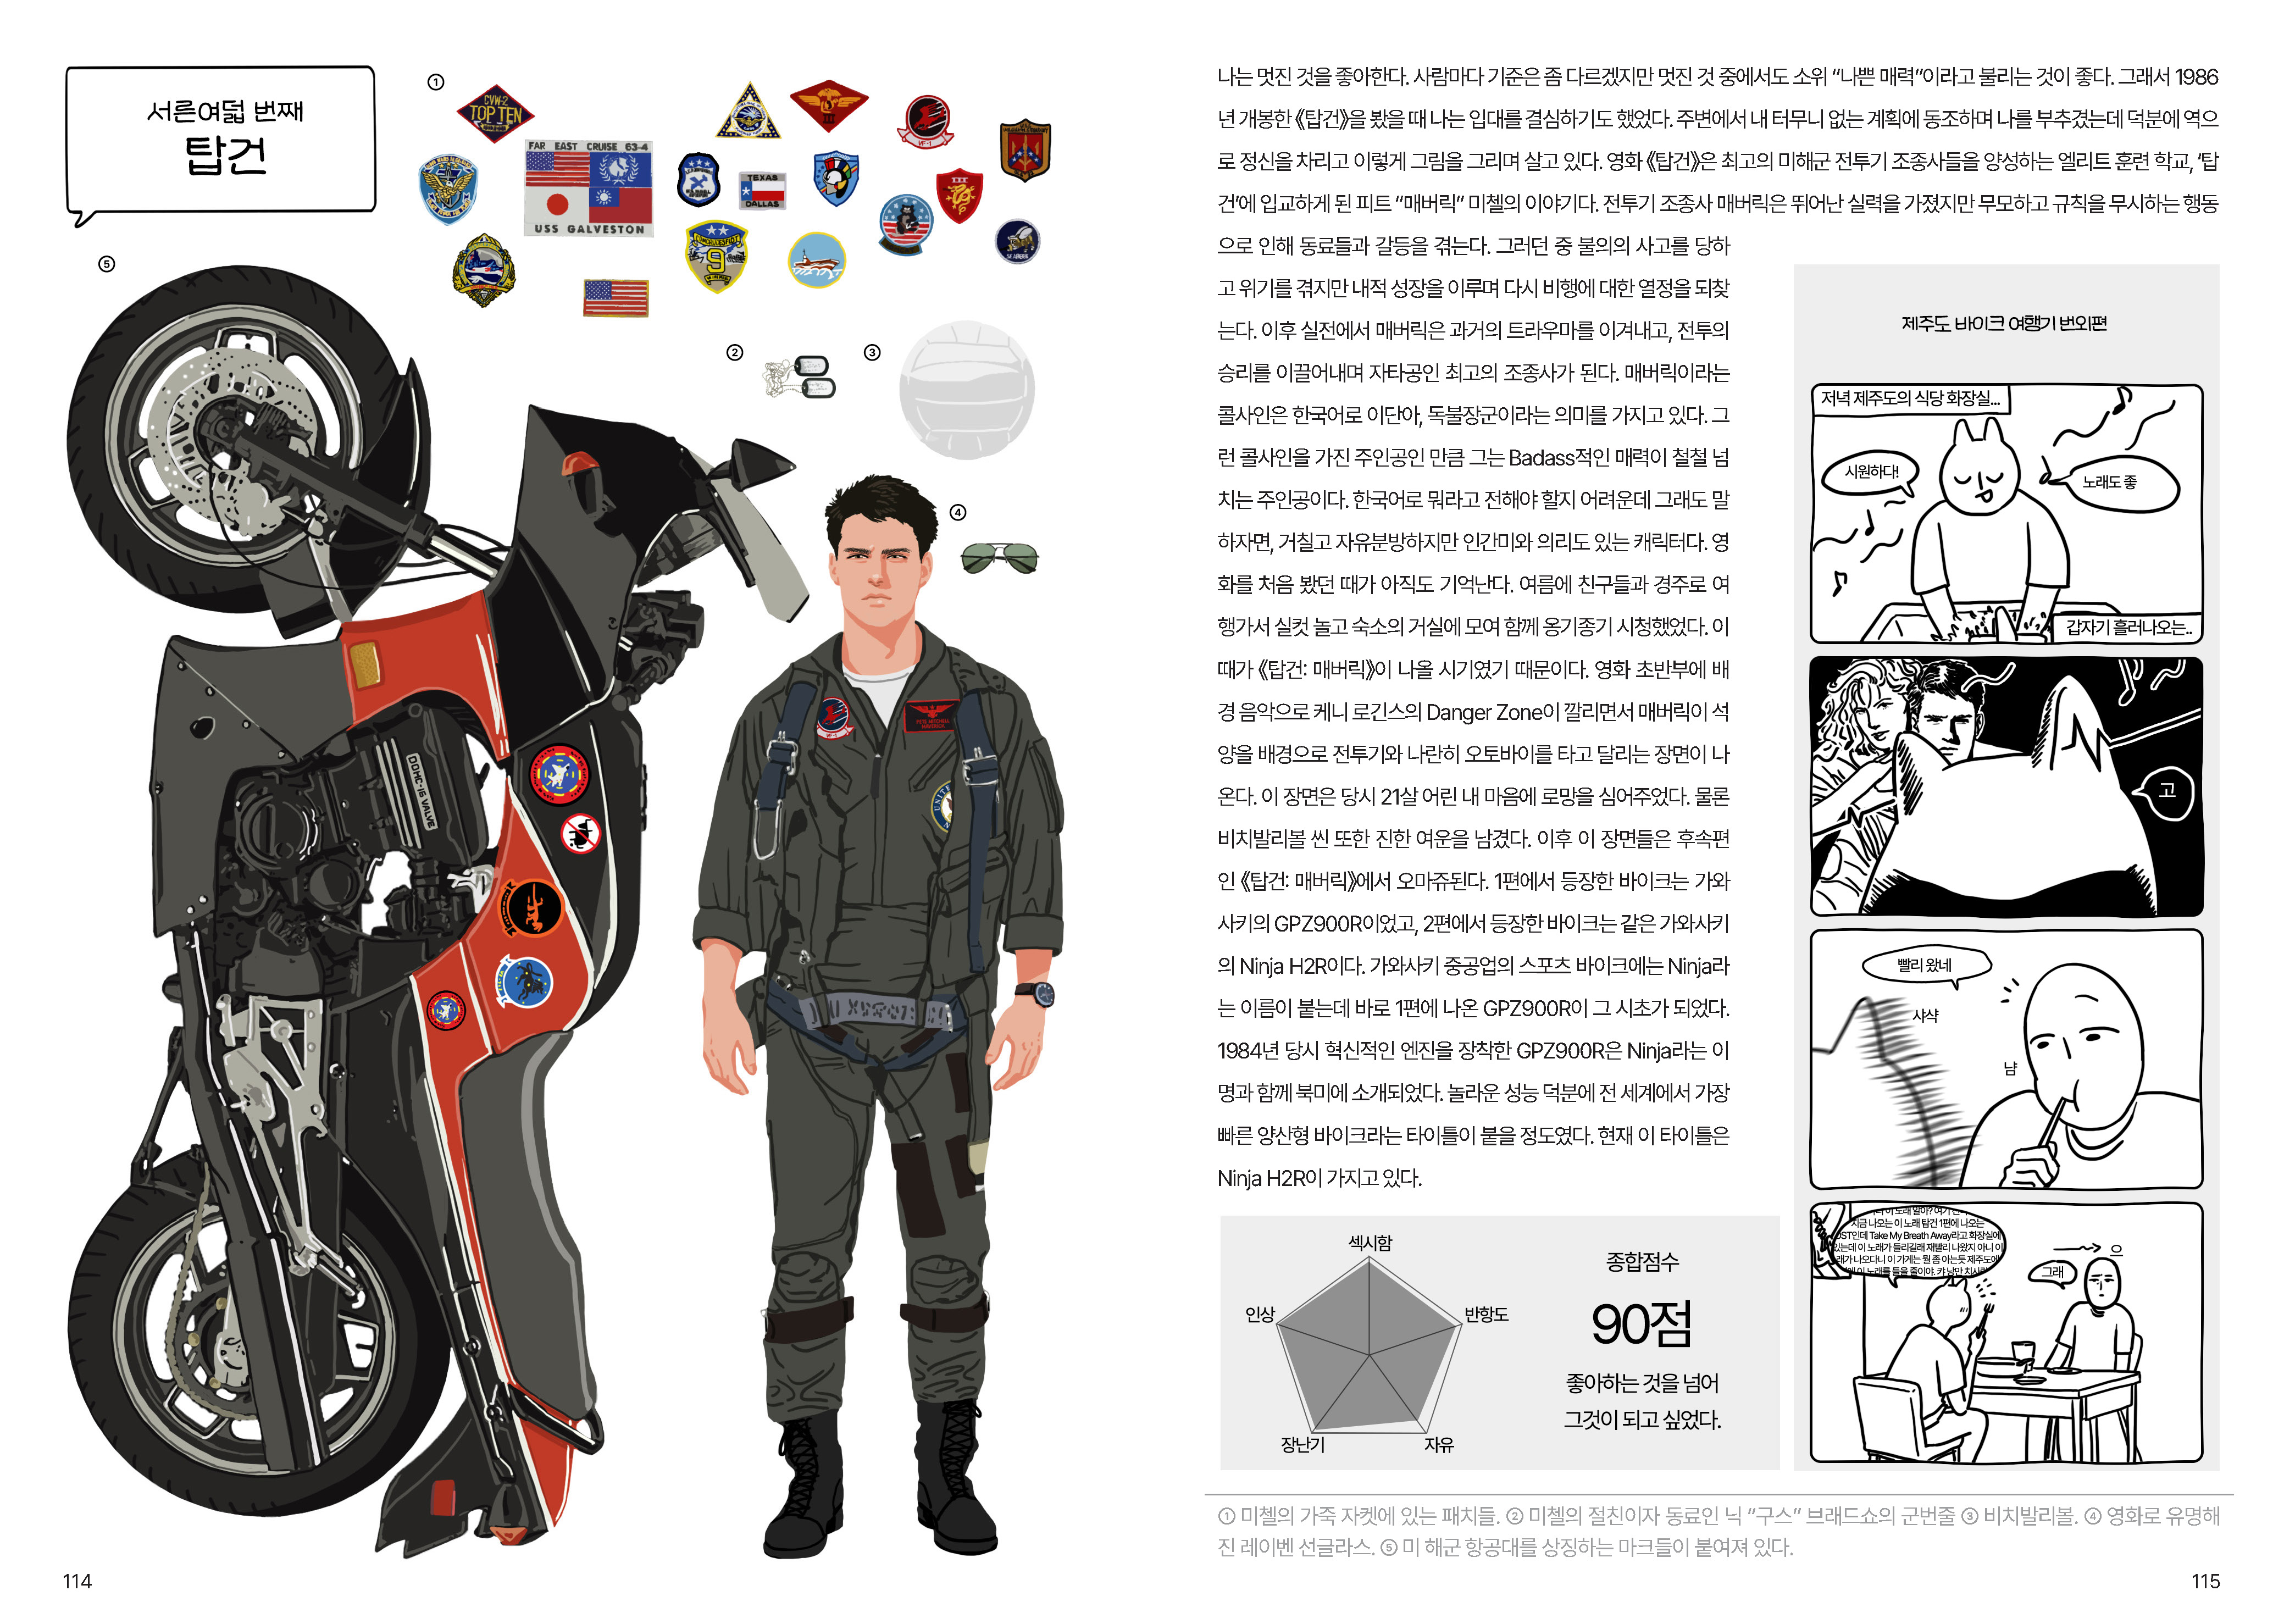 서른여덟 번째
탑건
①
CVW-2
TOP TEN
FAR EAST CRUISE 63-4
USS GALVESTON
TEXAS
DALLAS
VF-1
III
III
9
②
③
④
⑤
DOHC-16 VALVE
PETE MITCHELL
VF-1
UNITE
나는 멋진 것을 좋아한다. 사람마다 기준은 좀 다르겠지만 멋진 것 중에서도 소위 “나쁜 매력”이라고 불리는 것이 좋다. 그래서 1986
년 개봉한 《탑건》을 봤을 때 나는 입대를 결심하기도 했었다. 주변에서 내 터무니 없는 계획에 동조하며 나를 부추겼는데 덕분에 역으
로 정신을 차리고 이렇게 그림을 그리며 살고 있다. 영화 《탑건》은 최고의 미해군 전투기 조종사들을 양성하는 엘리트 훈련 학교, ‘탑
건’에 입교하게 된 피트 “매버릭” 미첼의 이야기다. 전투기 조종사 매버릭은 뛰어난 실력을 가졌지만 무모하고 규칙을 무시하는 행동
으로 인해 동료들과 갈등을 겪는다. 그러던 중 불의의 사고를 당하
고 위기를 겪지만 내적 성장을 이루며 다시 비행에 대한 열정을 되찾
는다. 이후 실전에서 매버릭은 과거의 트라우마를 이겨내고, 전투의
승리를 이끌어내며 자타공인 최고의 조종사가 된다. 매버릭이라는
콜사인은 한국어로 이단아, 독불장군이라는 의미를 가지고 있다. 그
런 콜사인을 가진 주인공인 만큼 그는 Badass적인 매력이 철철 넘
치는 주인공이다. 한국어로 뭐라고 전해야 할지 어려운데 그래도 말
하자면, 거칠고 자유분방하지만 인간미와 의리도 있는 캐릭터다. 영
화를 처음 봤던 때가 아직도 기억난다. 여름에 친구들과 경주로 여
행가서 실컷 놀고 숙소의 거실에 모여 함께 옹기종기 시청했었다. 이
때가 《탑건: 매버릭》이 나올 시기였기 때문이다. 영화 초반부에 배
경 음악으로 케니 로긴스의 Danger Zone이 깔리면서 매버릭이 석
양을 배경으로 전투기와 나란히 오토바이를 타고 달리는 장면이 나
온다. 이 장면은 당시 21살 어린 내 마음에 로망을 심어주었다. 물론
비치발리볼 씬 또한 진한 여운을 남겼다. 이후 이 장면들은 후속편
인 《탑건: 매버릭》에서 오마쥬된다. 1편에서 등장한 바이크는 가와
사키의 GPZ900R이었고, 2편에서 등장한 바이크는 같은 가와사키
의 Ninja H2R이다. 가와사키 중공업의 스포츠 바이크에는 Ninja라
는 이름이 붙는데 바로 1편에 나온 GPZ900R이 그 시초가 되었다.
1984년 당시 혁신적인 엔진을 장착한 GPZ900R은 Ninja라는 이
명과 함께 북미에 소개되었다. 놀라운 성능 덕분에 전 세계에서 가장
빠른 양산형 바이크라는 타이틀이 붙을 정도였다. 현재 이 타이틀은
Ninja H2R이 가지고 있다.
제주도 바이크 여행기 번외편
저녁 제주도의 식당 화장실...
시원하다!
노래도 좋
갑자기 흘러나오는..
고
빨리 왔네
샤샥
냠
이 노래 알아? 여기
지금 나오는 이 노래 탑건 1편에 나오는
OST인데 Take My Breath Away라고 화장실에
있는데 이 노래가 들리길래 재빨리 나왔지 아니 이
래가 나오다니 이 가게는 뭘 좀 아는듯 제주도에
이 노래를 들을 줄이야. 캬 낭만 치사
그래
으
섹시함
반항도
자유
장난기
인상
종합점수
90점
좋아하는 것을 넘어
그것이 되고 싶었다.
① 미첼의 가죽 자켓에 있는 패치들. ② 미첼의 절친이자 동료인 닉 “구스” 브래드쇼의 군번줄 ③ 비치발리볼. ④ 영화로 유명해
진 레이벤 선글라스. ⑤ 미 해군 항공대를 상징하는 마크들이 붙여져 있다.
114
115